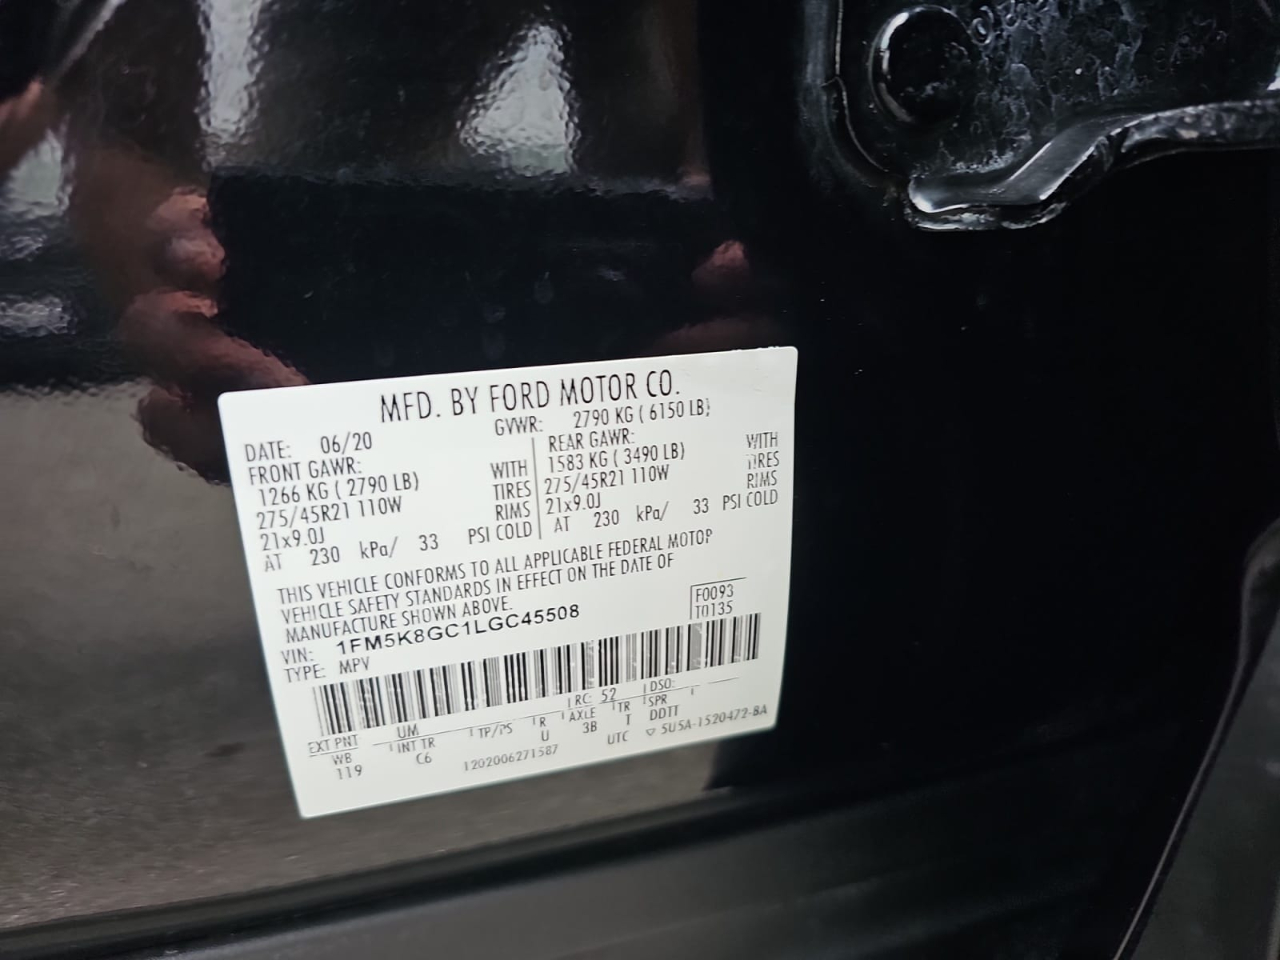 MFD. BY FORD MOTOR CO.
DATE: 06/20 GVWR: 2790 KG ( 6150 LB)
FRONT GAWR: REAR GAWR:
1266 KG ( 2790 LB) WITH 1583 KG ( 3490 LB) WITH
275/45R21 110W TIRES 275/45R21 110W TIRES
21x9.0J RIMS 21x9.0J RIMS
AT 230 kPa/ 33 PSI COLD AT 230 kPa/ 33 PSI COLD
THIS VEHICLE CONFORMS TO ALL APPLICABLE FEDERAL MOTOR
VEHICLE SAFETY STANDARDS IN EFFECT ON THE DATE OF
MANUFACTURE SHOWN ABOVE.
F0093
VIN: 1FM5K8GC1LGC45508 T0135
TYPE: MPV
EXT PNT UM RC: 52 DSO:
WB INT TR TP/PS R AXLE TR SPR
119 C6 U 3B T DDTT
1202006271587 UTC ▽ 5U5A-1520472-BA